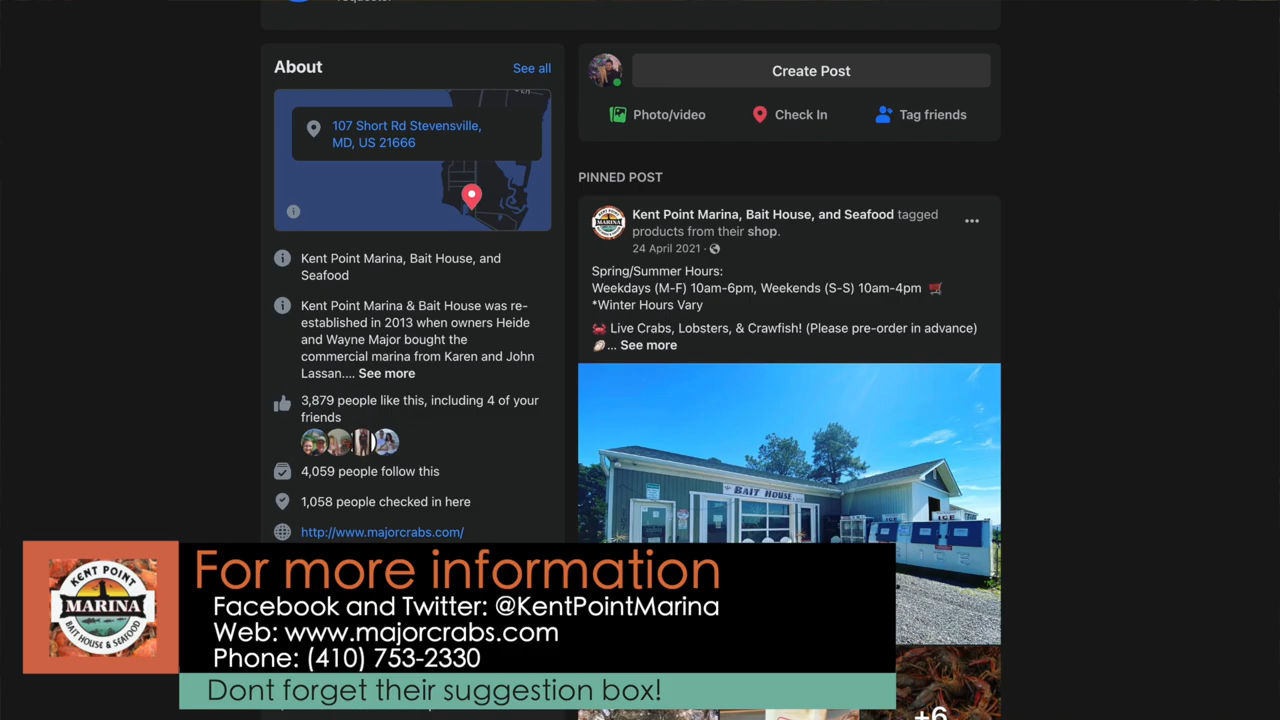 About
See all
107 Short Rd Stevensville,
MD, US 21666
Kent Point Marina, Bait House, and
Seafood
Kent Point Marina & Bait House was re-
established in 2013 when owners Heide
and Wayne Major bought the
commercial marina from Karen and John
Lassan.... See more
3,879 people like this, including 4 of your
friends
4,059 people follow this
1,058 people checked in here
http://www.majorcrabs.com/
Create Post
Photo/video
Check In
Tag friends
PINNED POST
Kent Point Marina, Bait House, and Seafood tagged
products from their shop.
24 April 2021 ·
Spring/Summer Hours:
Weekdays (M-F) 10am-6pm, Weekends (S-S) 10am-4pm
*Winter Hours Vary
Live Crabs, Lobsters, & Crawfish! (Please pre-order in advance)
... See more
BAIT HOUSE
ICE
ICE
+6
KENT POINT
MARINA
BAIT HOUSE & SEAFOOD
For more information
Facebook and Twitter: @KentPointMarina
Web: www.majorcrabs.com
Phone: (410) 753-2330
Dont forget their suggestion box!